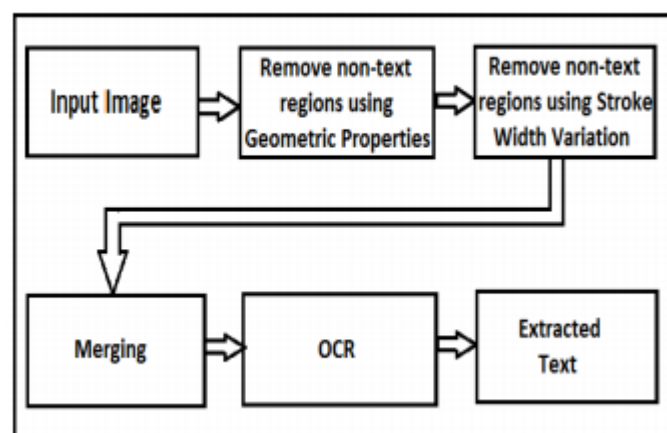 Input Image
Remove non-text
regions using
Geometric Properties
Remove non-text
regions using Stroke
Width Variation
Merging
OCR
Extracted
Text